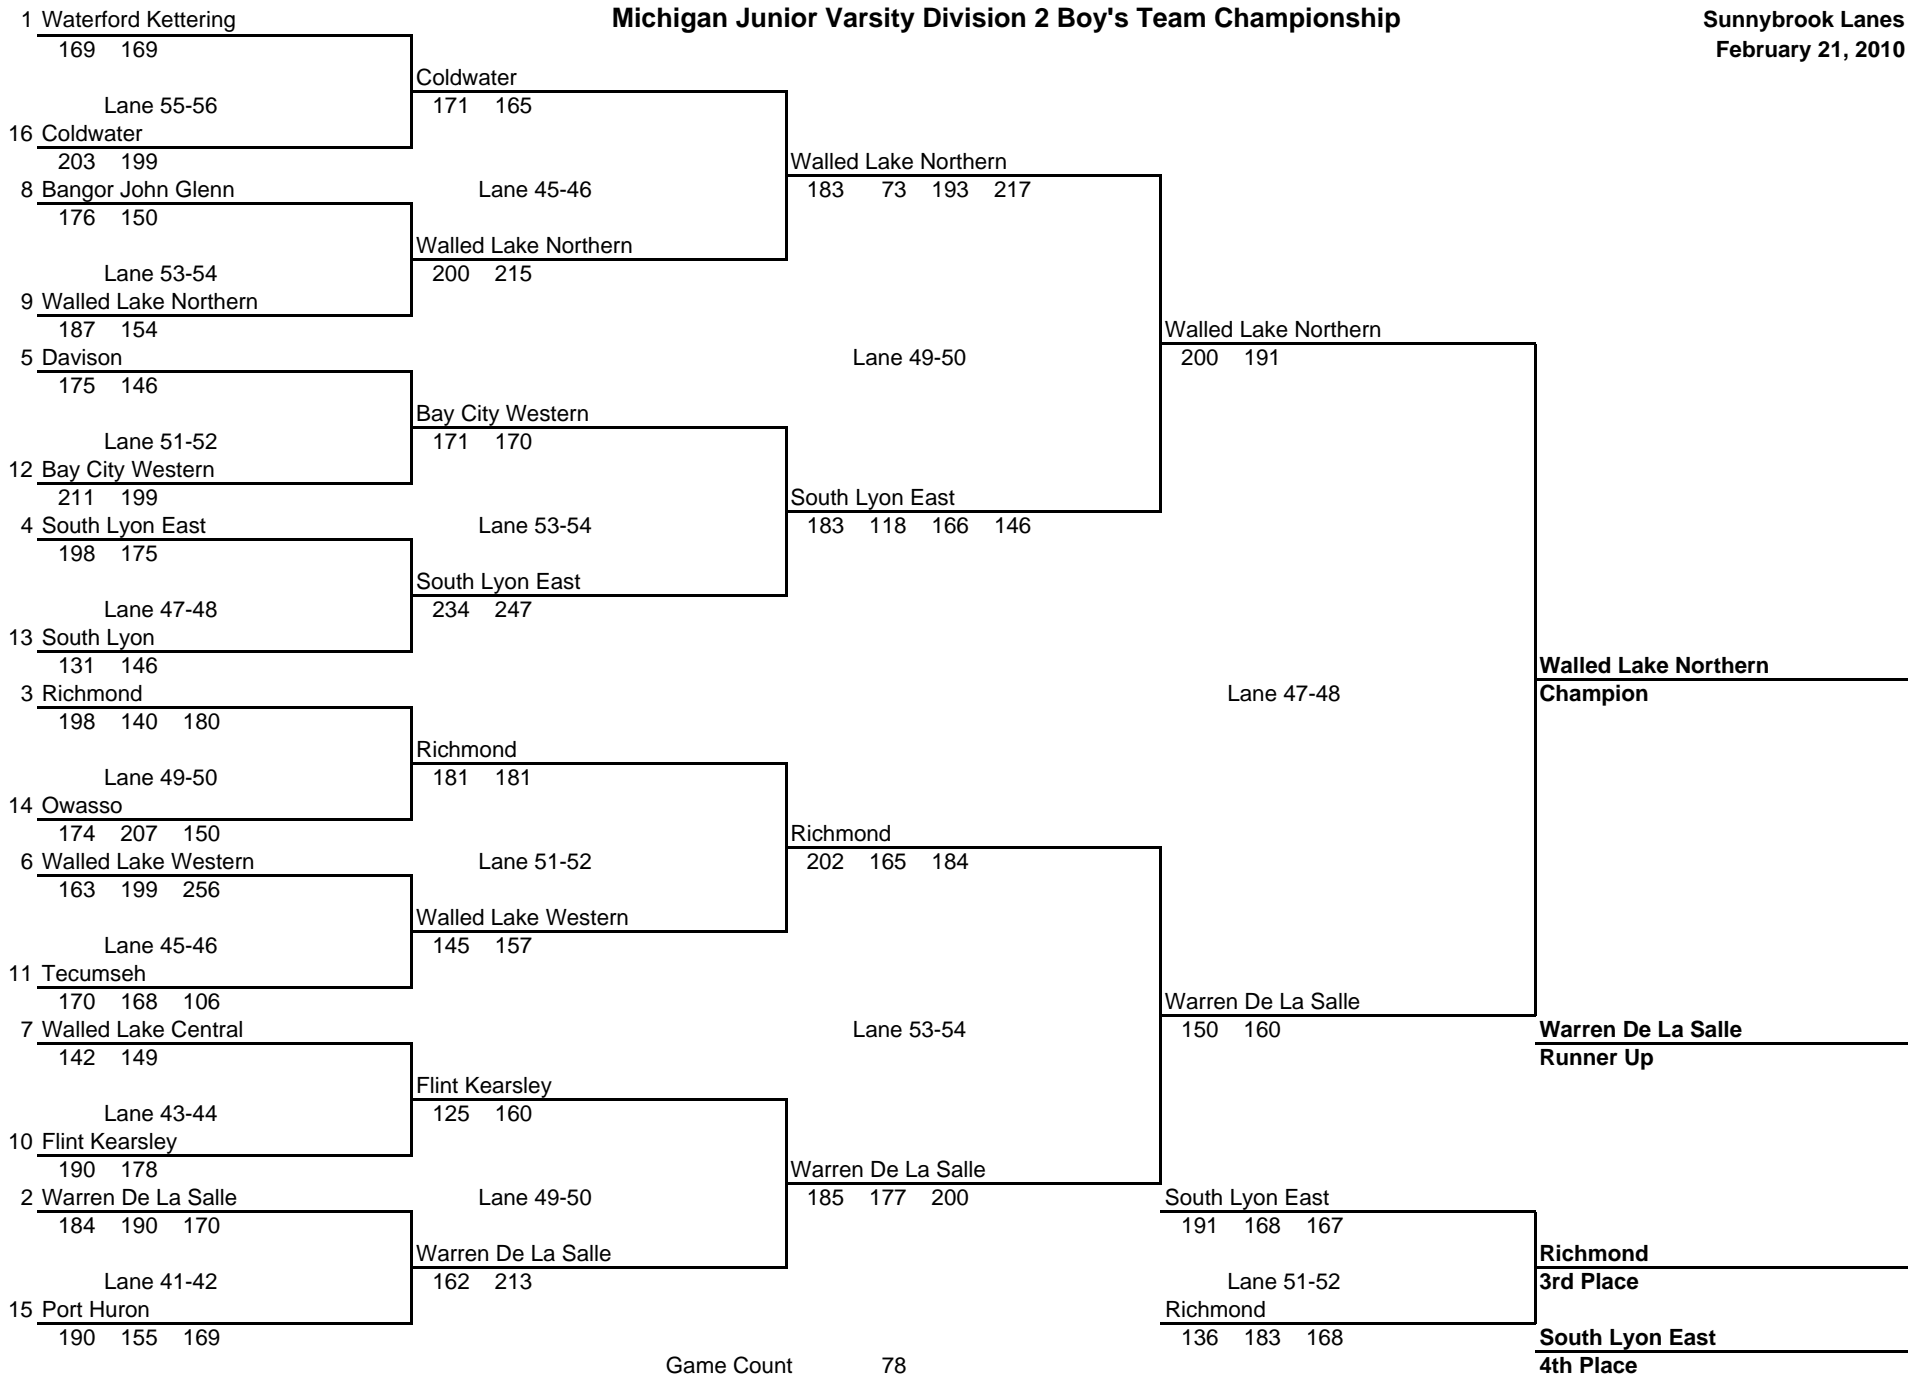 Michigan Junior Varsity Division 2 Boy's Team Championship
Sunnybrook Lanes
February 21, 2010
1 Waterford Kettering
169 169
Lane 55-56
16 Coldwater
203 199
8 Bangor John Glenn
176 150
Lane 53-54
9 Walled Lake Northern
187 154
5 Davison
175 146
Lane 51-52
12 Bay City Western
211 199
4 South Lyon East
198 175
Lane 47-48
13 South Lyon
131 146
3 Richmond
198 140 180
Lane 49-50
14 Owasso
174 207 150
6 Walled Lake Western
163 199 256
Lane 45-46
11 Tecumseh
170 168 106
7 Walled Lake Central
142 149
Lane 43-44
10 Flint Kearsley
190 178
2 Warren De La Salle
184 190 170
Lane 41-42
15 Port Huron
190 155 169
Coldwater
171 165
Lane 45-46
Walled Lake Northern
200 215
Bay City Western
171 170
Lane 53-54
South Lyon East
234 247
Richmond
181 181
Lane 51-52
Walled Lake Western
145 157
Flint Kearsley
125 160
Lane 49-50
Warren De La Salle
162 213
Walled Lake Northern
183 73 193 217
Lane 49-50
South Lyon East
183 118 166 146
Richmond
202 165 184
Lane 53-54
Warren De La Salle
185 177 200
Walled Lake Northern
200 191
Lane 47-48
Warren De La Salle
150 160
South Lyon East
191 168 167
Lane 51-52
Richmond
136 183 168
Walled Lake Northern
Champion
Warren De La Salle
Runner Up
Richmond
3rd Place
South Lyon East
4th Place
Game Count 78